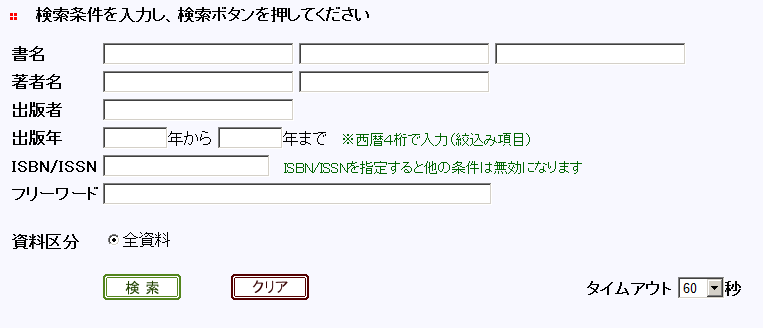 検索条件を入力し、検索ボタンを押してください
書名
著者名
出版者
出版年 年から 年まで ※西暦4桁で入力(絞込み項目)
ISBN/ISSN ISBN/ISSNを指定すると他の条件は無効になります
フリーワード
資料区分 全資料
検索 クリア タイムアウト 60 秒